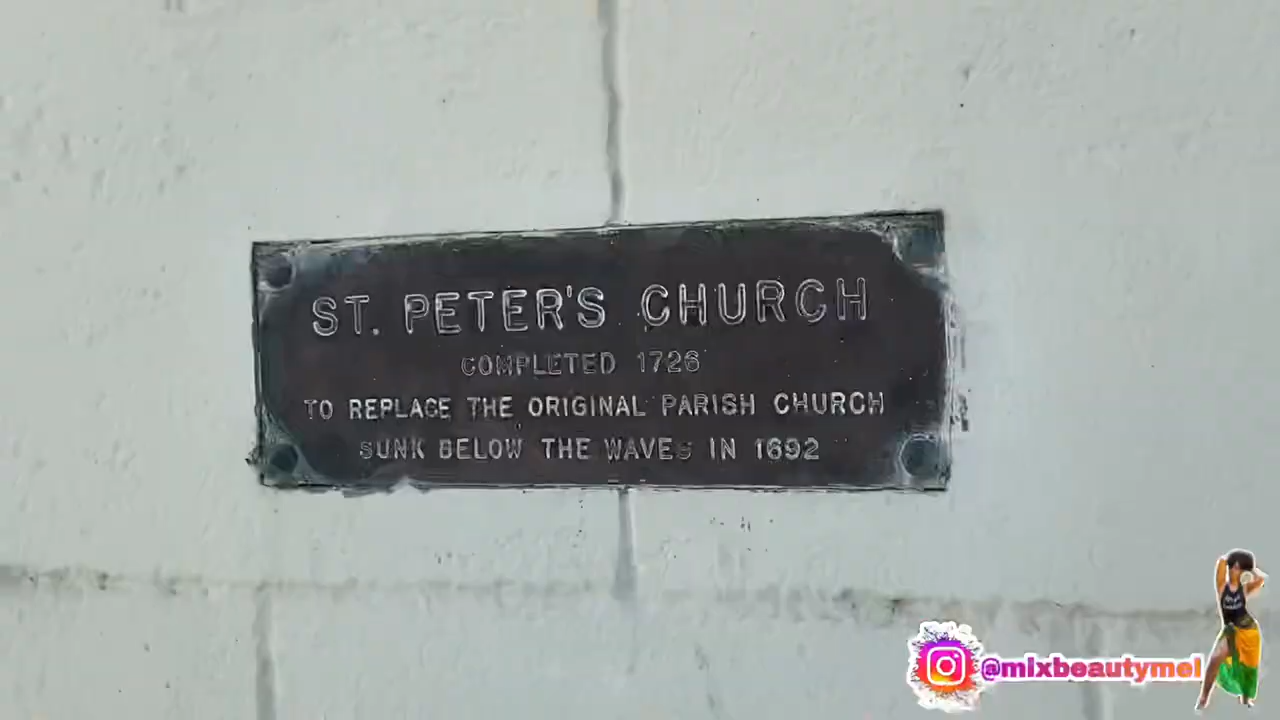 ST. PETER'S CHURCH
COMPLETED 1726
TO REPLACE THE ORIGINAL PARISH CHURCH
SUNK BELOW THE WAVES IN 1692
@mixbeautymel